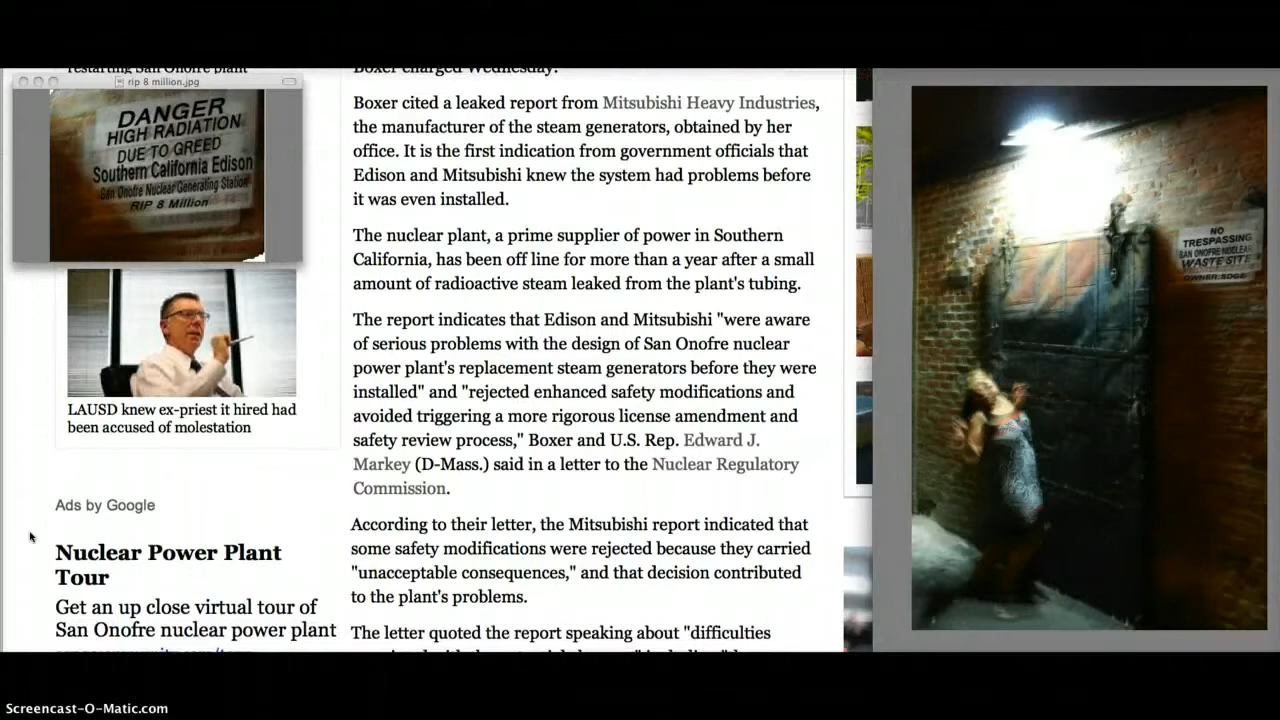 restarting San Onofre plant
rip 8 million.jpg
DANGER
HIGH RADIATION
DUE TO GREED
Southern California Edison
San Onofre Nuclear Generating Station
RIP 8 Million
LAUSD knew ex-priest it hired had
been accused of molestation
Ads by Google
Nuclear Power Plant
Tour
Get an up close virtual tour of
San Onofre nuclear power plant
Boxer charged Wednesday.
Boxer cited a leaked report from Mitsubishi Heavy Industries,
the manufacturer of the steam generators, obtained by her
office. It is the first indication from government officials that
Edison and Mitsubishi knew the system had problems before
it was even installed.
The nuclear plant, a prime supplier of power in Southern
California, has been off line for more than a year after a small
amount of radioactive steam leaked from the plant's tubing.
The report indicates that Edison and Mitsubishi "were aware
of serious problems with the design of San Onofre nuclear
power plant's replacement steam generators before they were
installed" and "rejected enhanced safety modifications and
avoided triggering a more rigorous license amendment and
safety review process," Boxer and U.S. Rep. Edward J.
Markey (D-Mass.) said in a letter to the Nuclear Regulatory
Commission.
According to their letter, the Mitsubishi report indicated that
some safety modifications were rejected because they carried
"unacceptable consequences," and that decision contributed
to the plant's problems.
The letter quoted the report speaking about "difficulties
NO
TRESPASSING
SAN ONOFRE NUCLEAR
WASTE SITE
OWNER:SDGE
Screencast-O-Matic.com